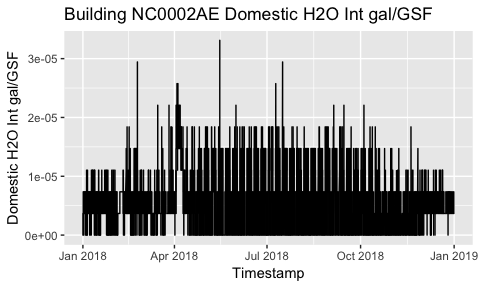 Building NC0002AE Domestic H2O Int gal/GSF
Domestic H2O Int gal/GSF
3e-05
2e-05
1e-05
0e+00
Jan 2018 Apr 2018 Jul 2018 Oct 2018 Jan 2019
Timestamp